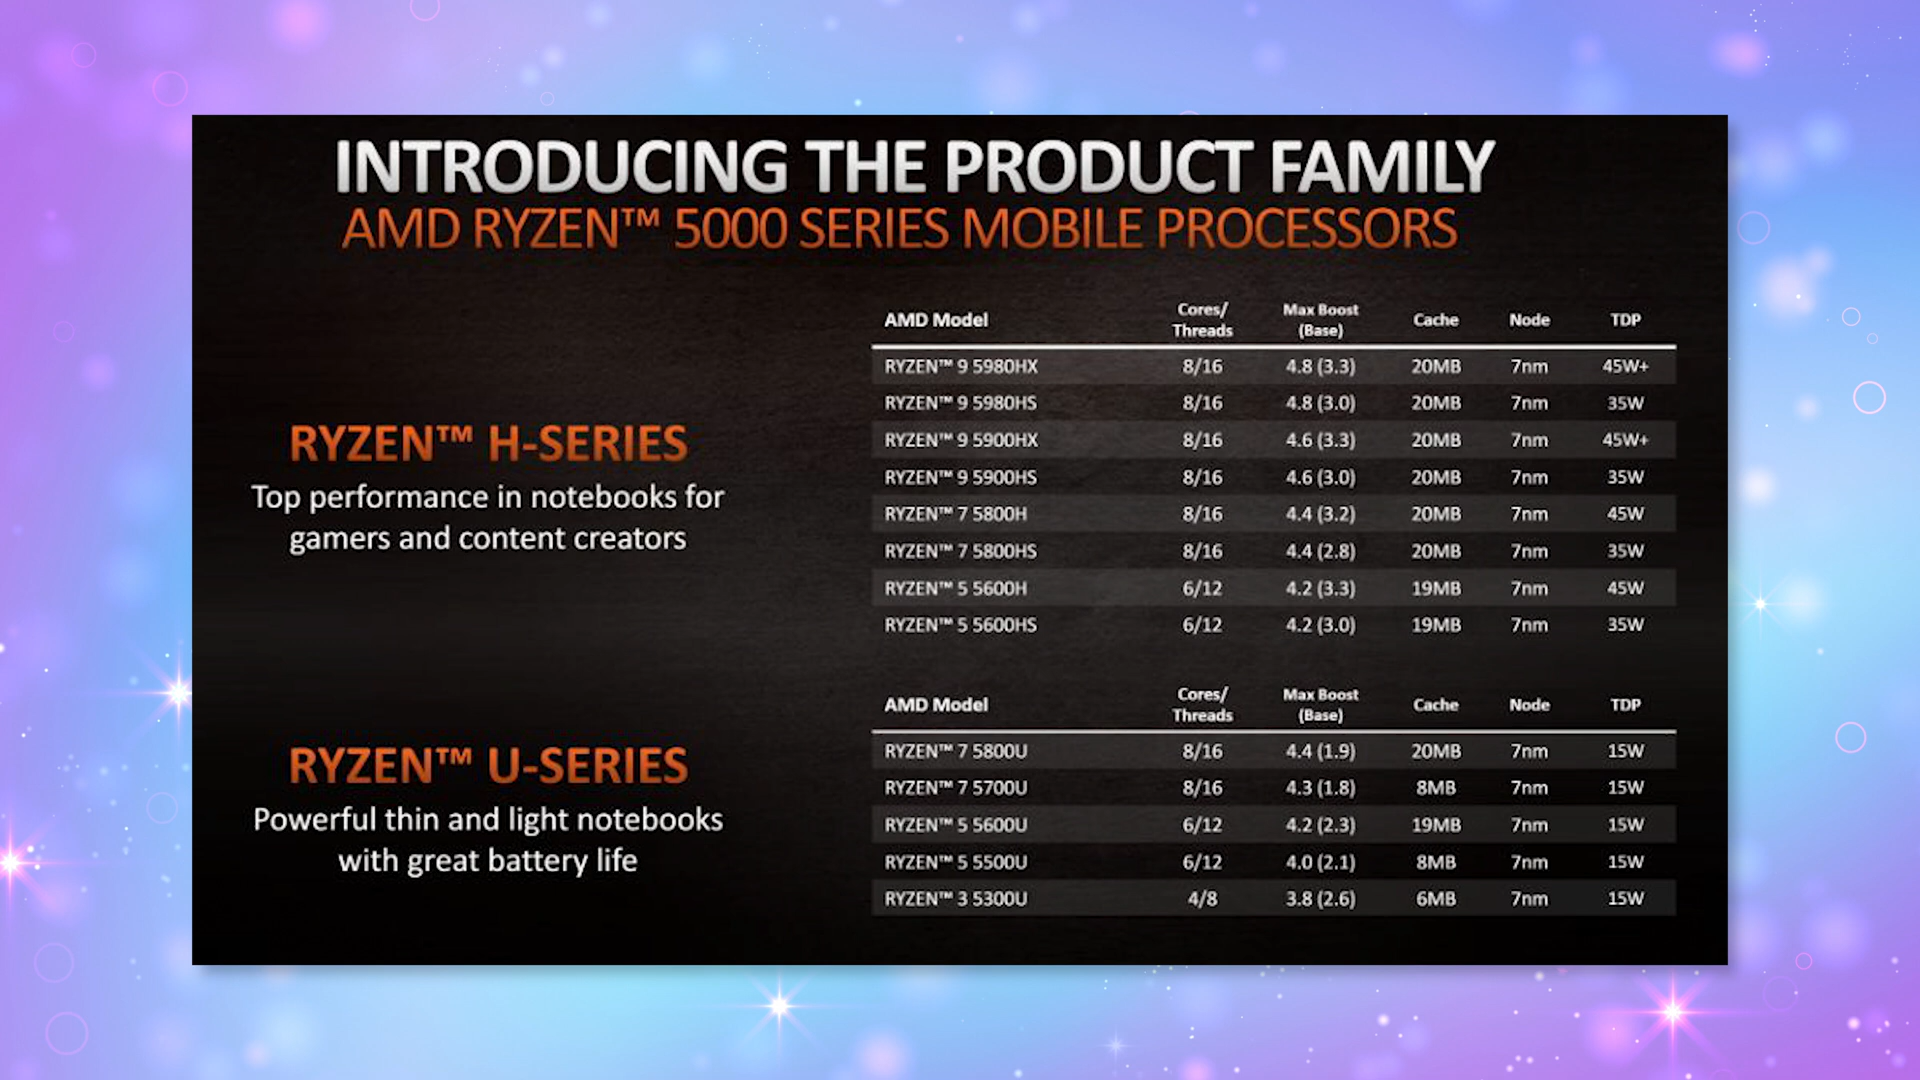 INTRODUCING THE PRODUCT FAMILY
AMD RYZEN™ 5000 SERIES MOBILE PROCESSORS
RYZEN™ H-SERIES
Top performance in notebooks for
gamers and content creators
AMD Model Cores/ Threads Max Boost (Base) Cache Node TDP
RYZEN™ 9 5980HX 8/16 4.8 (3.3) 20MB 7nm 45W+
RYZEN™ 9 5980HS 8/16 4.8 (3.0) 20MB 7nm 35W
RYZEN™ 9 5900HX 8/16 4.6 (3.3) 20MB 7nm 45W+
RYZEN™ 9 5900HS 8/16 4.6 (3.0) 20MB 7nm 35W
RYZEN™ 7 5800H 8/16 4.4 (3.2) 20MB 7nm 45W
RYZEN™ 7 5800HS 8/16 4.4 (2.8) 20MB 7nm 35W
RYZEN™ 5 5600H 6/12 4.2 (3.3) 19MB 7nm 45W
RYZEN™ 5 5600HS 6/12 4.2 (3.0) 19MB 7nm 35W
RYZEN™ U-SERIES
Powerful thin and light notebooks
with great battery life
AMD Model Cores/ Threads Max Boost (Base) Cache Node TDP
RYZEN™ 7 5800U 8/16 4.4 (1.9) 20MB 7nm 15W
RYZEN™ 7 5700U 8/16 4.3 (1.8) 8MB 7nm 15W
RYZEN™ 5 5600U 6/12 4.2 (2.3) 19MB 7nm 15W
RYZEN™ 5 5500U 6/12 4.0 (2.1) 8MB 7nm 15W
RYZEN™ 3 5300U 4/8 3.8 (2.6) 6MB 7nm 15W